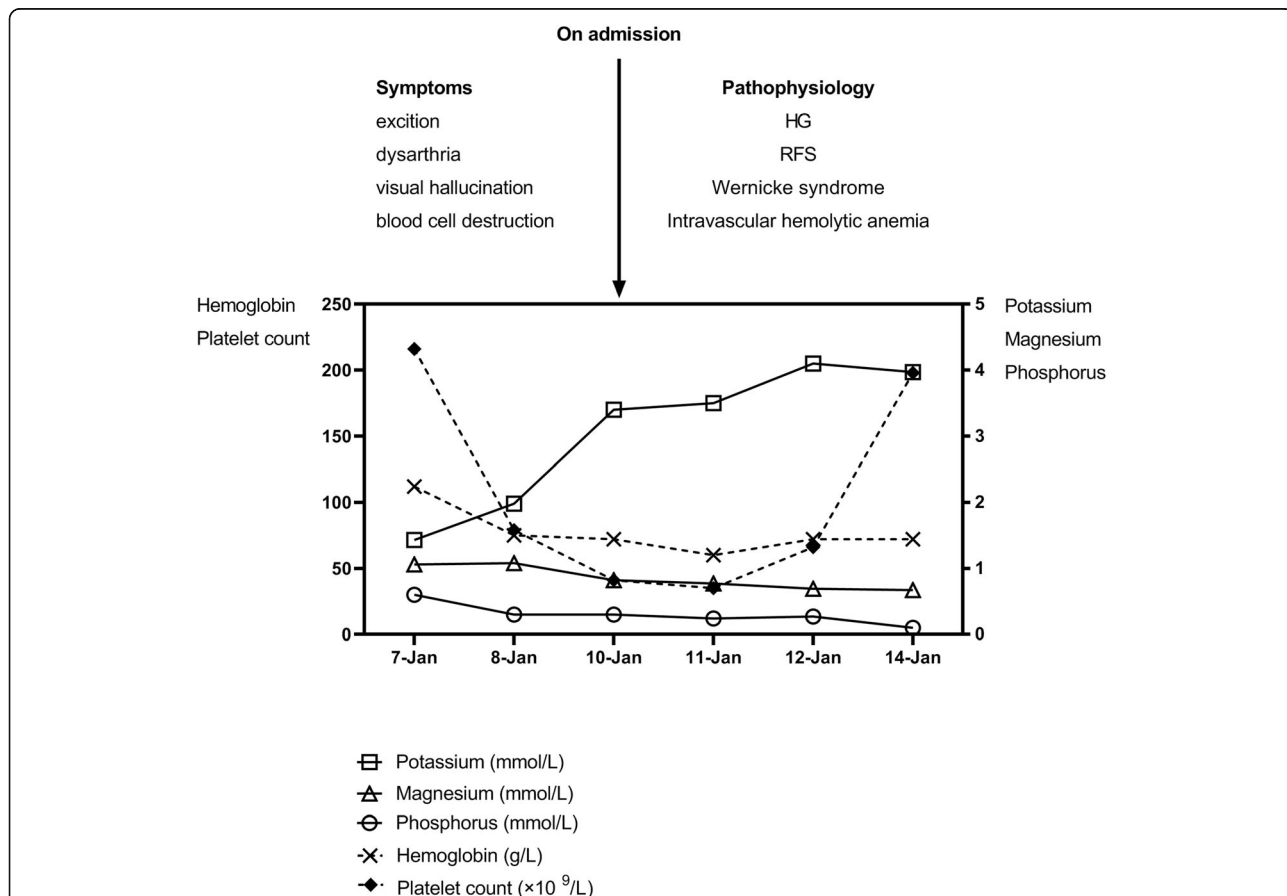 On admission
Symptoms
excition
dysarthria
visual hallucination
blood cell destruction
Pathophysiology
HG
RFS
Wernicke syndrome
Intravascular hemolytic anemia
Hemoglobin
Platelet count
250
200
150
100
50
0
5
4
3
2
1
0
Potassium
Magnesium
Phosphorus
7-Jan 8-Jan 10-Jan 11-Jan 12-Jan 14-Jan
Potassium (mmol/L)
Magnesium (mmol/L)
Phosphorus (mmol/L)
Hemoglobin (g/L)
Platelet count (×10 ⁹/L)